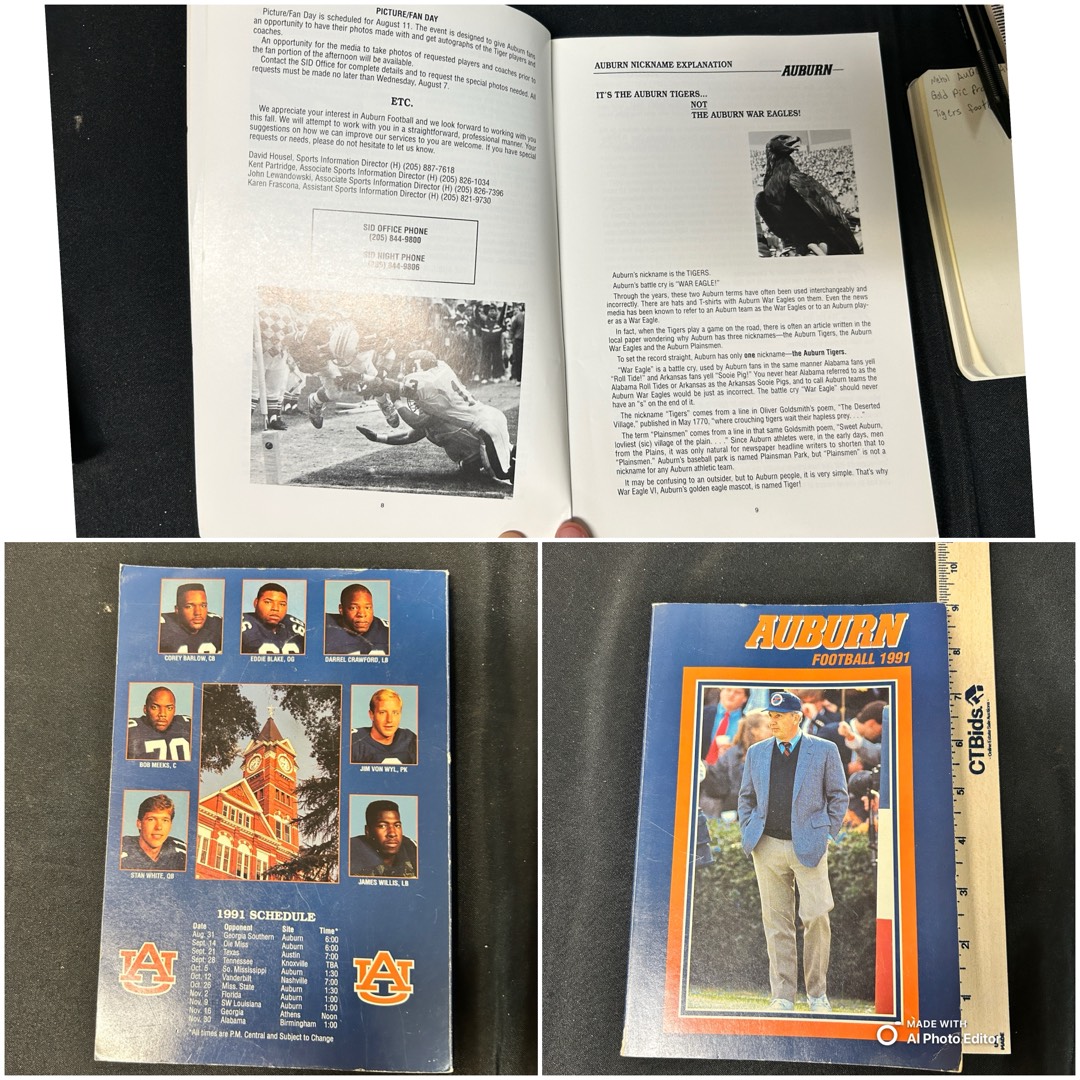 PICTURE/FAN DAY
Picture/Fan Day is scheduled for August 11. The event is designed to give Auburn fans
an opportunity to have their photos made with and get autographs of the Tiger players and
coaches.
An opportunity for the media to take photos of requested players and coaches prior to
the fan portion of the afternoon will be available.
Contact the SID Office for complete details and to request the special photos needed. All
requests must be made no later than Wednesday, August 7.
ETC.
We appreciate your interest in Auburn Football and we look forward to working with you
this fall. We will attempt to work with you in a straightforward, professional manner. Your
suggestions on how we can improve our services to you are welcome. If you have special
requests or needs, please do not hesitate to let us know.
David Housel, Sports Information Director (H) (205) 887-7618
Kent Partridge, Associate Sports Information Director (H) (205) 826-1034
John Lewandowski, Associate Sports Information Director (H) (205) 826-7396
Karen Frascona, Assistant Sports Information Director (H) (205) 821-9730
SID OFFICE PHONE
(205) 844-9800
SID NIGHT PHONE
(205) 844-9806
8
AUBURN NICKNAME EXPLANATION
AUBURN
IT'S THE AUBURN TIGERS...
NOT
THE AUBURN WAR EAGLES!
Auburn's nickname is the TIGERS.
Auburn's battle cry is "WAR EAGLE!"
Through the years, these two Auburn terms have often been used interchangeably and
incorrectly. There are hats and T-shirts with Auburn War Eagles on them. Even the news
media has been known to refer to an Auburn team as the War Eagles or to an Auburn play-
er as a War Eagle.
In fact, when the Tigers play a game on the road, there is often an article written in the
local paper wondering why Auburn has three nicknames—the Auburn Tigers, the Auburn
War Eagles and the Auburn Plainsmen.
To set the record straight, Auburn has only one nickname—the Auburn Tigers.
"War Eagle" is a battle cry, used by Auburn fans in the same manner Alabama fans yell
"Roll Tide!" and Arkansas fans yell "Sooie Pig!" You never hear Alabama referred to as the
Alabama Roll Tides or Arkansas as the Arkansas Sooie Pigs, and to call Auburn teams the
Auburn War Eagles would be just as incorrect. The battle cry "War Eagle" should never
have an "s" on the end of it.
The nickname "Tigers" comes from a line in Oliver Goldsmith's poem, "The Deserted
Village," published in May 1770, "where crouching tigers wait their hapless prey. . . ."
The term "Plainsmen" comes from a line in that same Goldsmith poem, "Sweet Auburn,
lovliest (sic) village of the plain. . . ." Since Auburn athletes were, in the early days, men
from the Plains, it was only natural for newspaper headline writers to shorten that to
"Plainsmen." Auburn's baseball park is named Plainsman Park, but "Plainsmen" is not a
nickname for any Auburn athletic team.
It may be confusing to an outsider, but to Auburn people, it is very simple. That's why
War Eagle VI, Auburn's golden eagle mascot, is named Tiger!
9
Gold Pic
Tigers
COREY BARLOW, CB
EDDIE BLAKE, OG
DARREL CRAWFORD, LB
70
BOB MEEKS, C
JIM VON WYL, PK
STAN WHITE, QB
JAMES WILLIS, LB
1991 SCHEDULE
Date Opponent Site Time*
Aug. 31 Georgia Southern Auburn 6:00
Sept. 14 Ole Miss Auburn 6:00
Sept. 21 Texas Austin 7:00
Sept. 28 Tennessee Knoxville TBA
Oct. 5 So. Mississippi Auburn 1:30
Oct. 12 Vanderbilt Nashville 7:00
Oct. 26 Miss. State Auburn 1:30
Nov. 2 Florida Auburn 1:00
Nov. 9 SW Louisiana Auburn 1:00
Nov. 16 Georgia Athens Noon
Nov. 30 Alabama Birmingham 1:00
*All times are P.M. Central and Subject to Change
AU
AU
AUBURN
FOOTBALL 1991
10
9
8
7
6
5
4
3
2
1
CTBids
Online Estate Sale Auctions
MADE WITH
AI Photo Editor